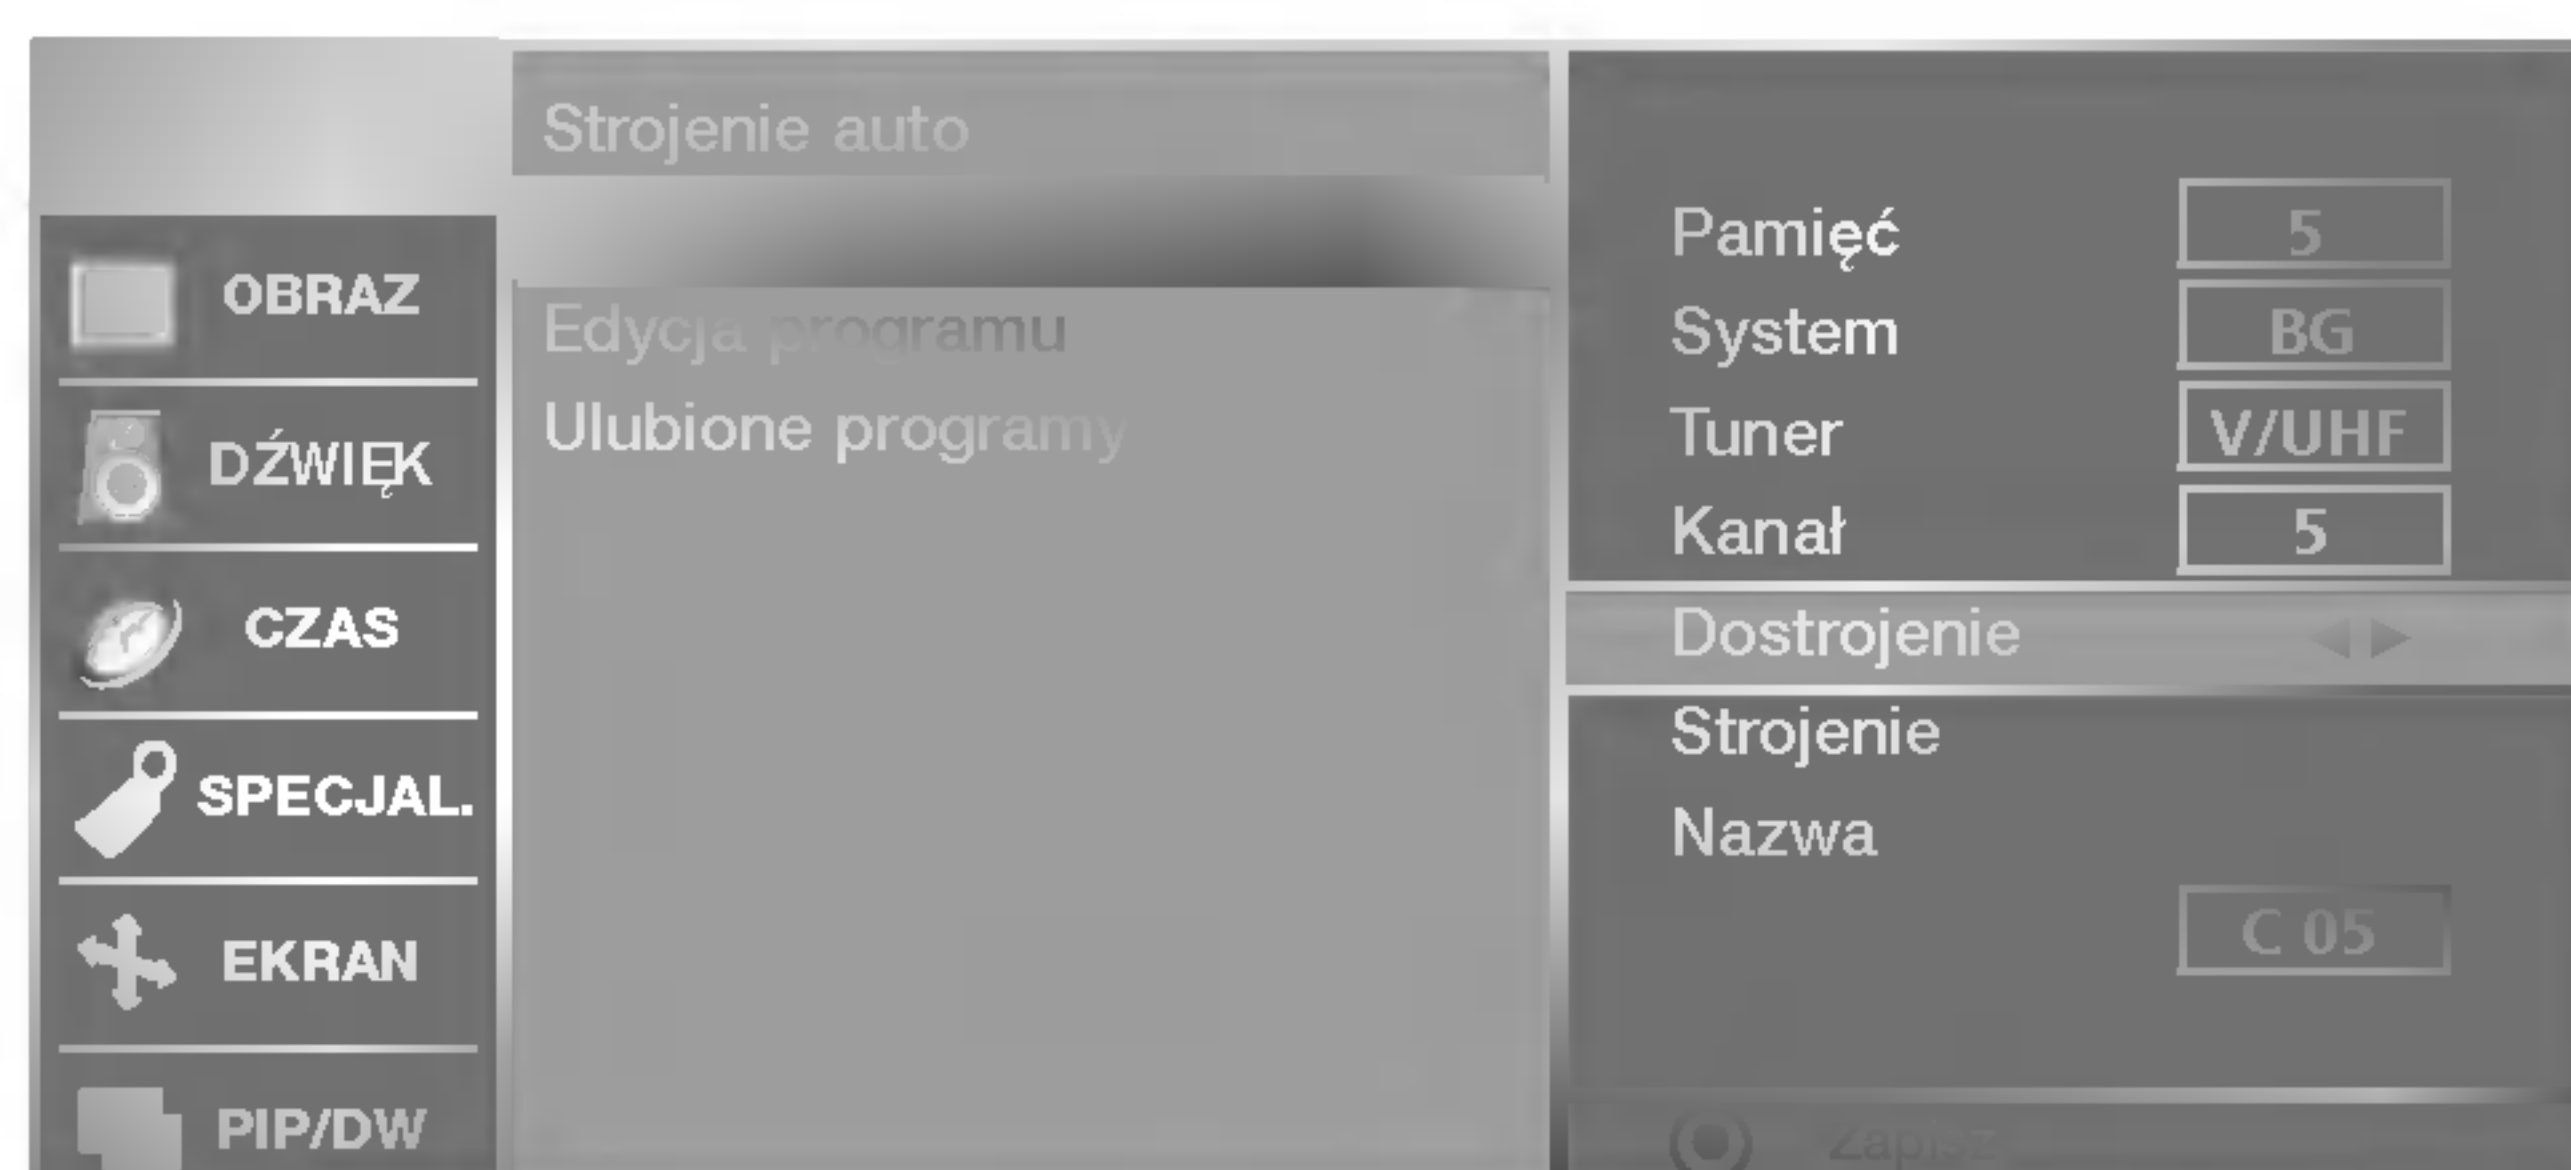 OBRAZ
DŹWIĘK
CZAS
SPECJAL.
EKRAN
PIP/DW
Strojenie auto
Edycja programu
Ulubione programy
Pamięć 5
System BG
Tuner V/UHF
Kanał 5
Dostrojenie
Strojenie
Nazwa
C 05
Zapisz